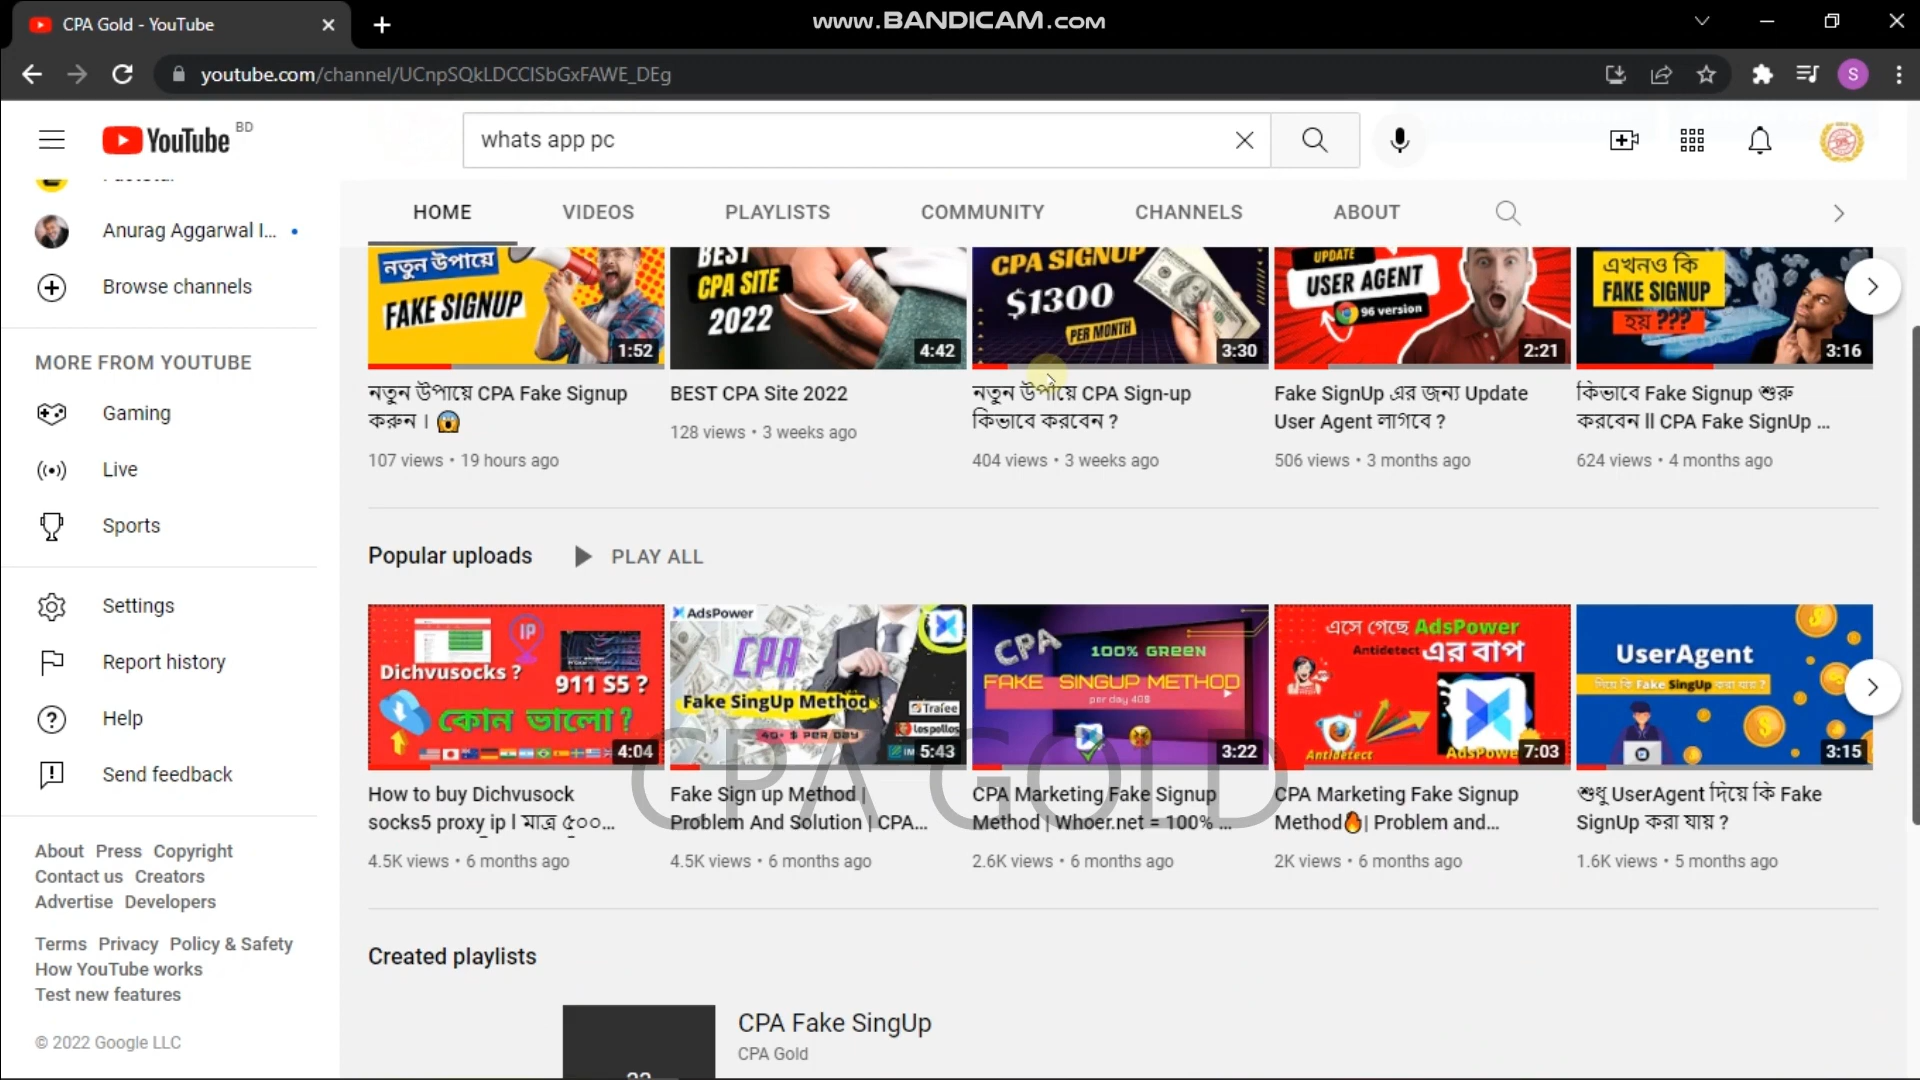 CPA Gold - YouTube
www.BANDICAM.com
youtube.com/channel/UCnpSQkLDCCISbGxFAWE_DEg
S
YouTube BD
whats app pc
HOME VIDEOS PLAYLISTS COMMUNITY CHANNELS ABOUT
Anurag Aggarwal I...
Browse channels
MORE FROM YOUTUBE
Gaming
Live
Sports
Settings
Report history
Help
Send feedback
About Press Copyright
Contact us Creators
Advertise Developers
Terms Privacy Policy & Safety
How YouTube works
Test new features
© 2022 Google LLC
নতুন উপায়ে
FAKE SIGNUP
1:52
BEST
CPA SITE
2022
4:42
CPA SIGNUP
$1300
PER MONTH
3:30
UPDATE
USER AGENT
96 version
2:21
এখনও কি
FAKE SIGNUP
হয় ???
3:16
নতুন উপায়ে CPA Fake Signup
করুন । 😱
107 views • 19 hours ago
BEST CPA Site 2022
128 views • 3 weeks ago
নতুন উপায়ে CPA Sign-up
কিভাবে করবেন ?
404 views • 3 weeks ago
Fake SignUp এর জন্য Update
User Agent লাগবে ?
506 views • 3 months ago
কিভাবে Fake Signup শুরু
করবেন ll CPA Fake SignUp ...
624 views • 4 months ago
Popular uploads PLAY ALL
IP
Dichvusocks ?
911 S5 ?
কোন ভালো ?
4:04
AdsPower
CPA
Fake SingUp Method
40+ $ PER DAY
Trafee
lospollos
5:43
CPA
100% GREEN
FAKE SINGUP METHOD
per day 40$
3:22
এসে গেছে AdsPower
Antidetect এর বাপ
Antidetect
AdsPower
7:03
UserAgent
দিয়ে কি Fake SingUp করা যায় ?
3:15
CPA GOLD
How to buy Dichvusock
socks5 proxy ip l মাত্র ৫০০...
4.5K views • 6 months ago
Fake Sign up Method |
Problem And Solution | CPA...
4.5K views • 6 months ago
CPA Marketing Fake Signup
Method | Whoer.net = 100% ...
2.6K views • 6 months ago
CPA Marketing Fake Signup
Method🔥| Problem and...
2K views • 6 months ago
শুধু UserAgent দিয়ে কি Fake
SignUp করা যায় ?
1.6K views • 5 months ago
Created playlists
CPA Fake SingUp
CPA Gold